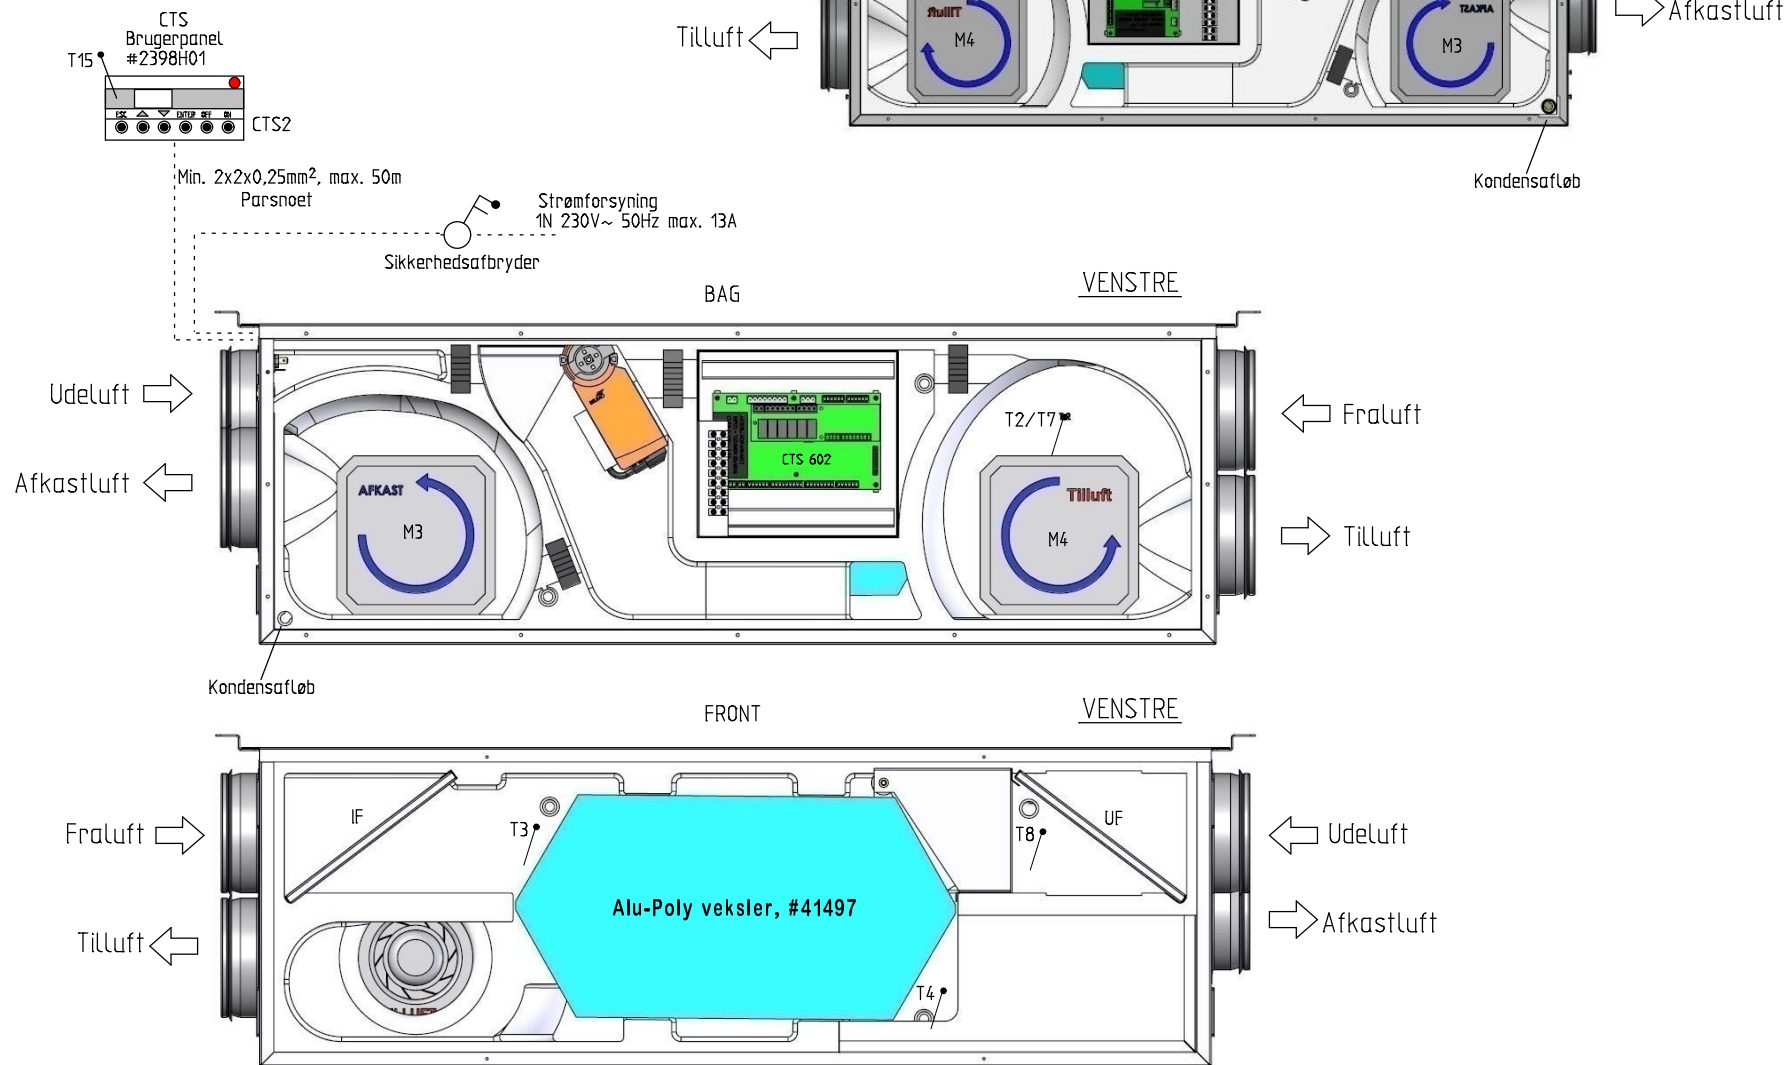 CTS
Brugerpanel
#2398H01
T15
ESC ENTER OFF ON
CTS2
Min. 2x2x0,25mm², max. 50m
Parsnoet
Strømforsyning
1N 230V~ 50Hz max. 13A
Sikkerhedsafbryder
Tilluft
Tilluft
M4
AFKAST
M3
Afkastluft
Kondensafløb
VENSTRE
BAG
Udeluft
Afkastluft
AFKAST
M3
CTS 602
T2/T7
Tilluft
M4
Fraluft
Tilluft
Kondensafløb
FRONT
VENSTRE
Fraluft
Tilluft
IF
T3
Alu-Poly veksler, #41497
T8
UF
T4
Udeluft
Afkastluft